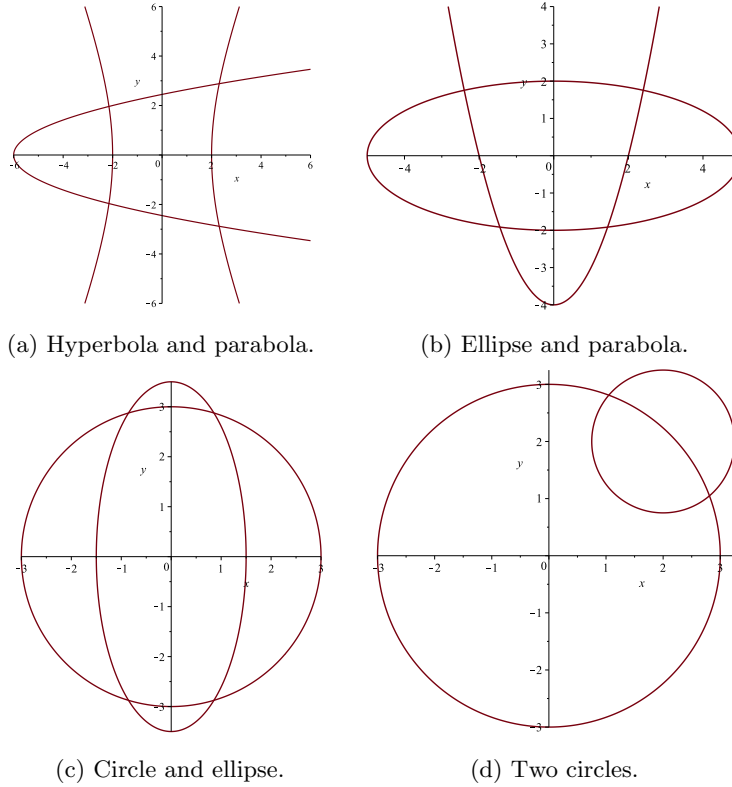 6
4
y
2
-6 -4 -2 0 2 4 6
x
-2
-4
-6
(a) Hyperbola and parabola.
4
3
y 2
1
-4 -2 0 2 4
x
-1
-2
-3
-4
(b) Ellipse and parabola.
3
2
y
1
-3 -2 -1 0 1 2 3
x
-1
-2
-3
(c) Circle and ellipse.
3
2
y
1
-3 -2 -1 0 1 2 3
x
-1
-2
-3
(d) Two circles.